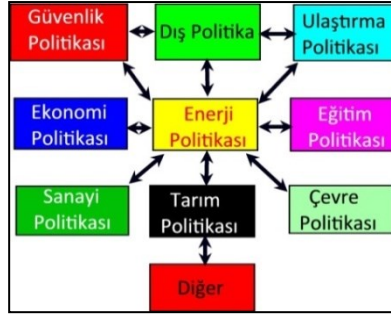 Güvenlik
Politikası
Dış Politika
Ulaştırma
Politikası
Ekonomi
Politikası
Enerji
Politikası
Eğitim
Politikası
Sanayi
Politikası
Tarım
Politikası
Çevre
Politikası
Diğer